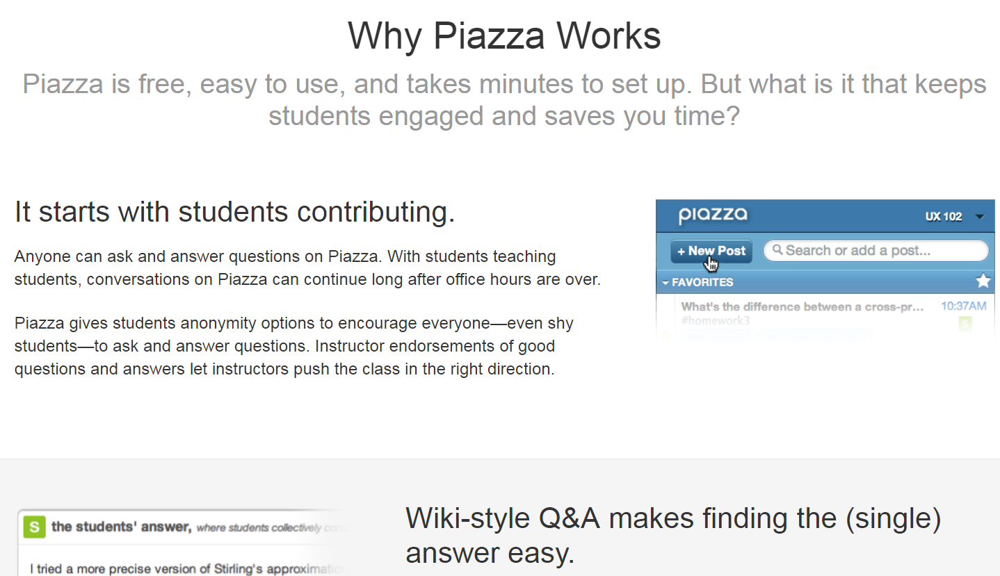 Why Piazza Works
Piazza is free, easy to use, and takes minutes to set up. But what is it that keeps
students engaged and saves you time?
It starts with students contributing.
Anyone can ask and answer questions on Piazza. With students teaching
students, conversations on Piazza can continue long after office hours are over.
Piazza gives students anonymity options to encourage everyone—even shy
students—to ask and answer questions. Instructor endorsements of good
questions and answers let instructors push the class in the right direction.
piazza
UX 102
+ New Post
Search or add a post...
FAVORITES
What's the difference between a cross-pr...
10:37AM
#homework3
S
S the students' answer, where students collectively
I tried a more precise version of Stirling's approximation
Wiki-style Q&A makes finding the (single)
answer easy.